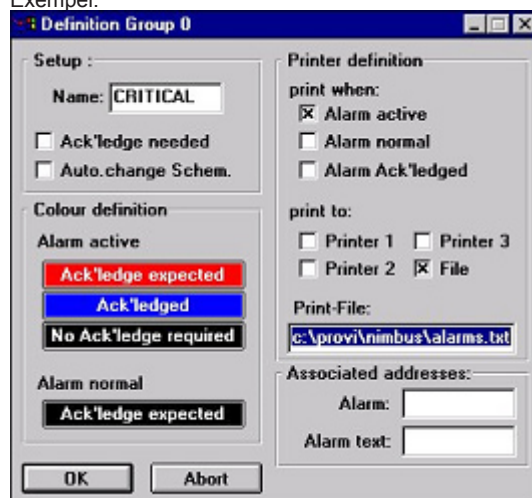 Exempel:
Definition Group 0
Setup :
Name: CRITICAL
Ack'ledge needed
Auto.change Schem.
Colour definition
Alarm active
Ack'ledge expected
Ack'ledged
No Ack'ledge required
Alarm normal
Ack'ledge expected
OK Abort
Printer definition
print when:
Alarm active
Alarm normal
Alarm Ack'ledged
print to:
Printer 1 Printer 3
Printer 2 File
Print-File:
c:\provi\nimbus\alarms.txt
Associated addresses:
Alarm:
Alarm text: